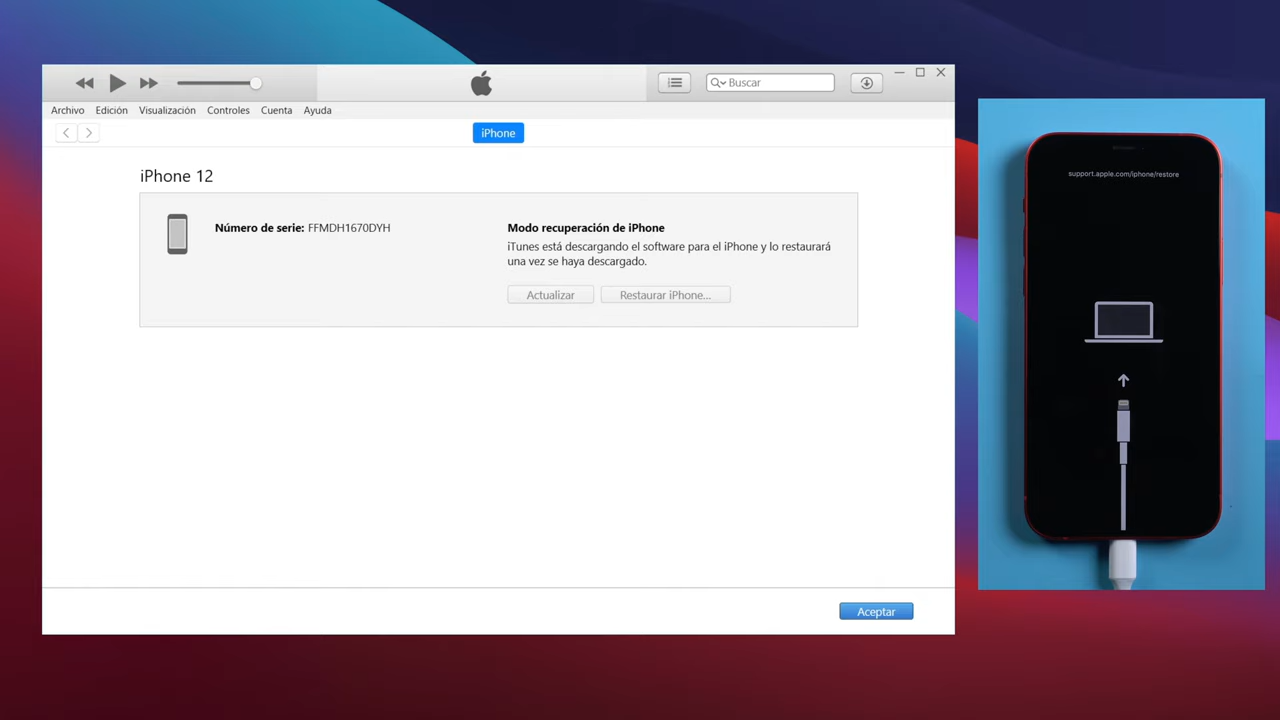 Buscar
Archivo Edición Visualización Controles Cuenta Ayuda
iPhone
iPhone 12
Número de serie: FFMDH1670DYH
Modo recuperación de iPhone
iTunes está descargando el software para el iPhone y lo restaurará
una vez se haya descargado.
Actualizar Restaurar iPhone...
Aceptar
support.apple.com/iphone/restore